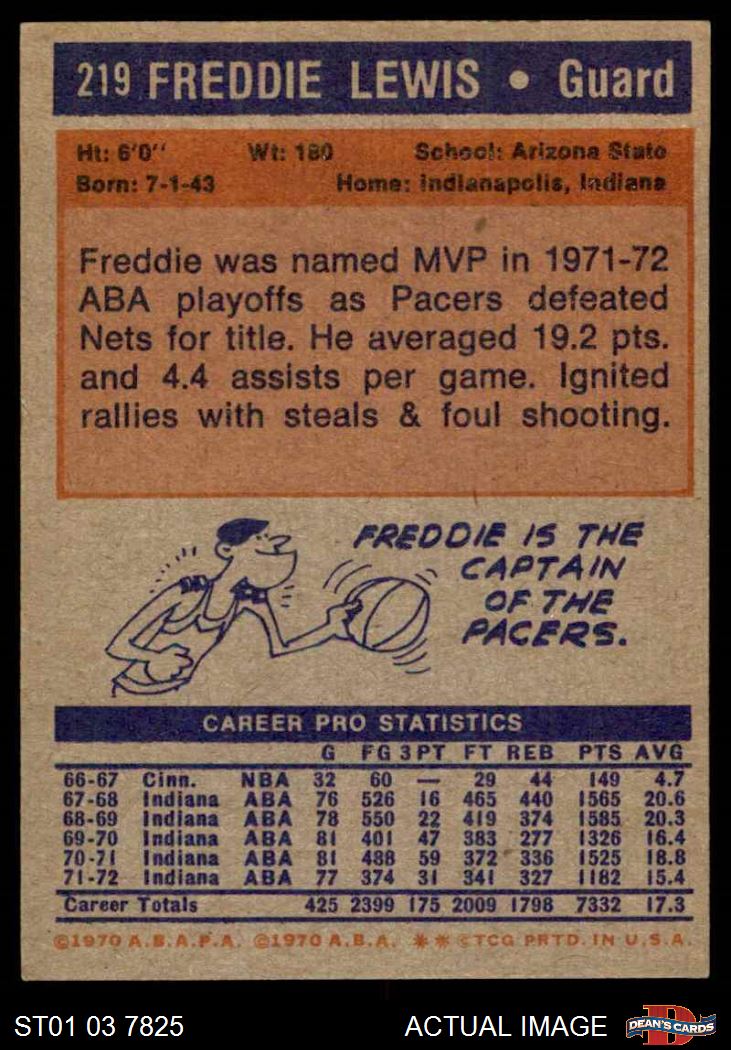 219 FREDDIE LEWIS • Guard
Ht: 6'0'' Wt: 180 School: Arizona State
Born: 7-1-43 Home: Indianapolis, Indiana
Freddie was named MVP in 1971-72
ABA playoffs as Pacers defeated
Nets for title. He averaged 19.2 pts.
and 4.4 assists per game. Ignited
rallies with steals & foul shooting.
FREDDIE IS THE
CAPTAIN
OF THE
PACERS.
CAREER PRO STATISTICS
G FG 3PT FT REB PTS AVG
66-67 Cinn. NBA 32 60 — 29 44 149 4.7
67-68 Indiana ABA 76 526 16 465 440 1565 20.6
68-69 Indiana ABA 78 550 22 419 374 1585 20.3
69-70 Indiana ABA 81 401 47 383 277 1326 16.4
70-71 Indiana ABA 81 488 59 372 336 1525 18.8
71-72 Indiana ABA 77 374 31 341 327 1182 15.4
Career Totals 425 2399 175 2009 1798 7332 17.3
©1970 A.B.A.P.A. ©1970 A.B.A. ** ©TCG PRTD. IN U.S.A.
ST01 03 7825 ACTUAL IMAGE DEAN'S CARDS